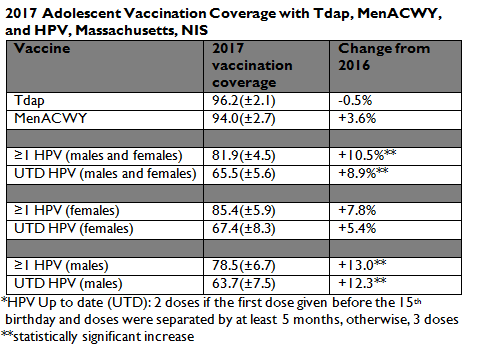 2017 Adolescent Vaccination Coverage with Tdap, MenACWY,
and HPV, Massachusetts, NIS
Vaccine 2017 vaccination coverage Change from 2016
Tdap 96.2(±2.1) -0.5%
MenACWY 94.0(±2.7) +3.6%
≥1 HPV (males and females) 81.9(±4.5) +10.5%**
UTD HPV (males and females) 65.5(±5.6) +8.9%**
≥1 HPV (females) 85.4(±5.9) +7.8%
UTD HPV (females) 67.4(±8.3) +5.4%
≥1 HPV (males) 78.5(±6.7) +13.0**
UTD HPV (males) 63.7(±7.5) +12.3**
*HPV Up to date (UTD): 2 doses if the first dose given before the 15th
birthday and doses were separated by at least 5 months, otherwise, 3 doses
**statistically significant increase